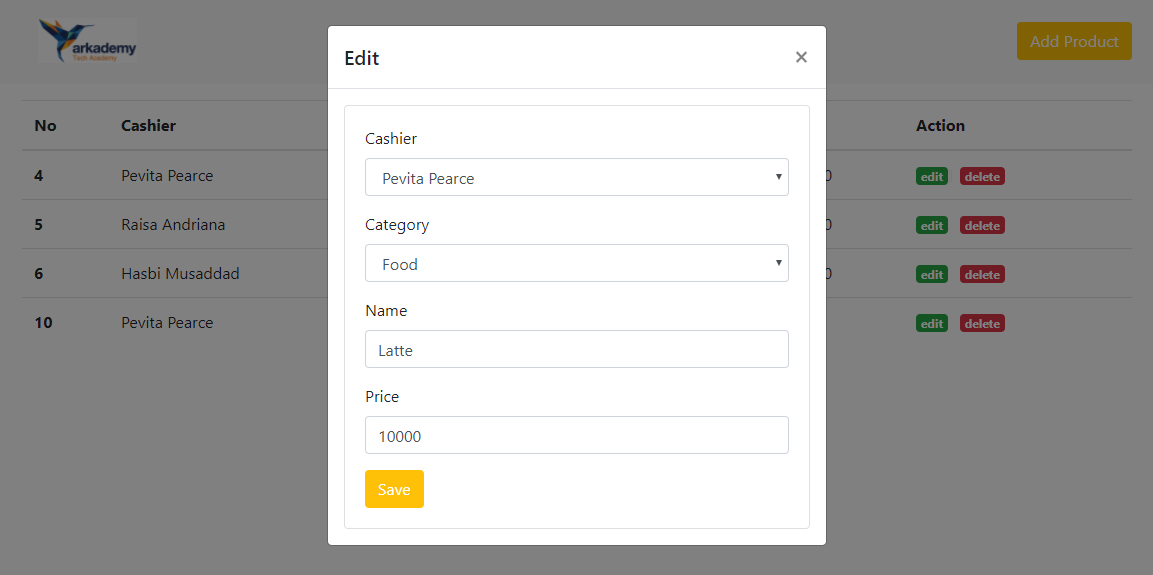 arkademy
Tech Academy
Add Product
Edit
×
No Cashier Action
4 Pevita Pearce 0 edit delete
5 Raisa Andriana 0 edit delete
6 Hasbi Musaddad 0 edit delete
10 Pevita Pearce edit delete
Cashier
Pevita Pearce
Category
Food
Name
Latte
Price
10000
Save